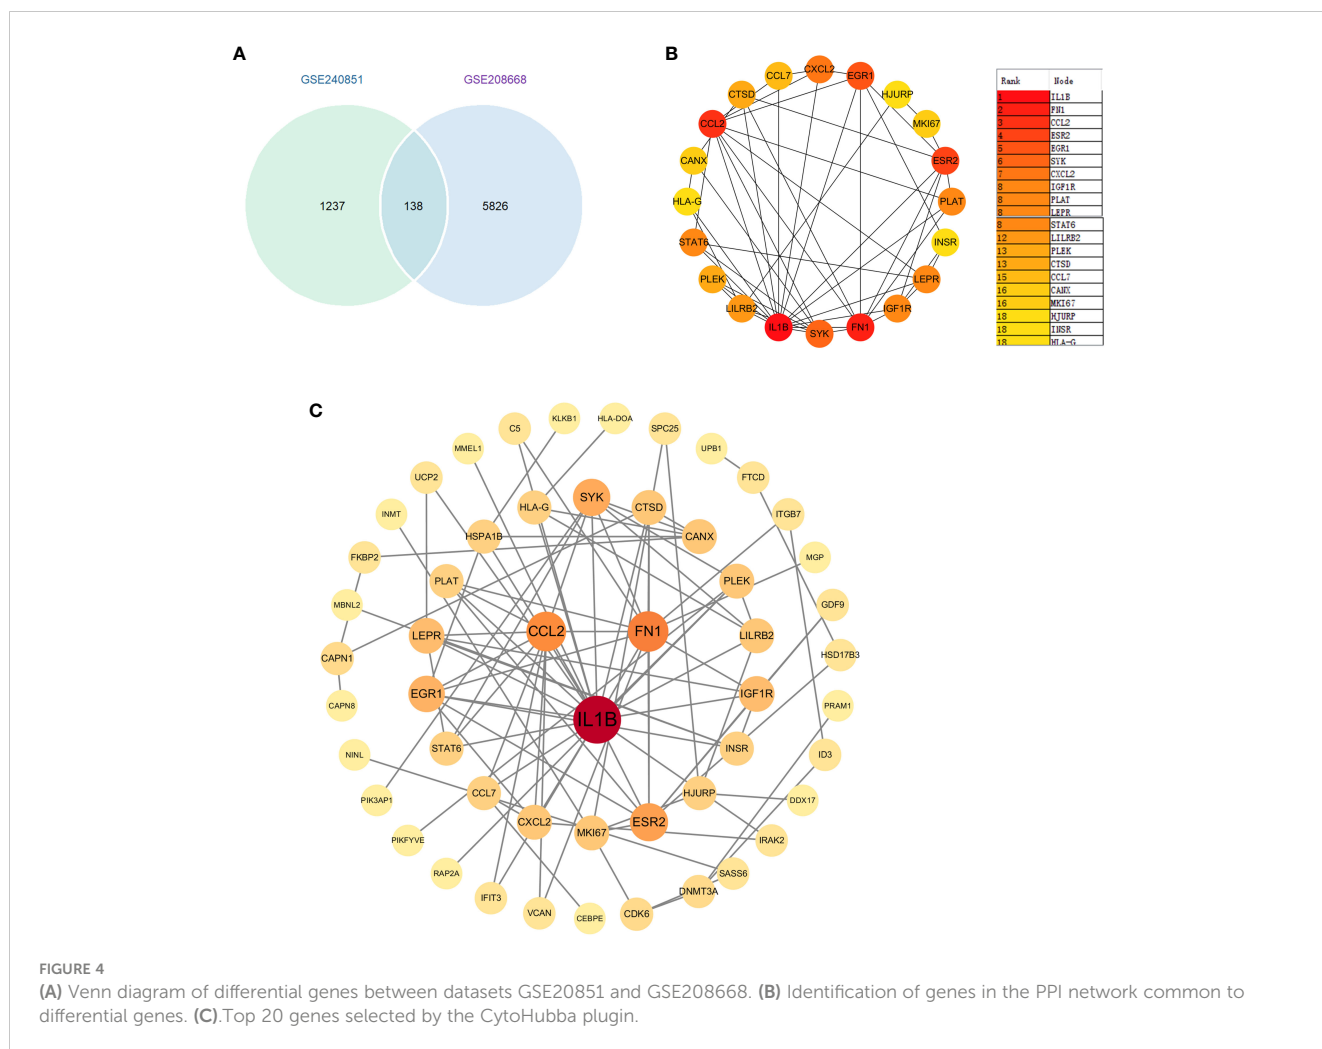 A
GSE240851
GSE208668
1237
138
5826
B
CXCL2
CCL7
EGR1
HJURP
CTSD
MKI67
CCL2
ESR2
CANX
PLAT
HLA-G
INSR
STAT6
LEPR
PLEK
IGF1R
LILRB2
IL1B
SYK
FN1
Rank Node
1 IL1B
2 FN1
3 CCL2
4 ESR2
5 EGR1
6 SYK
7 CXCL2
8 IGF1R
8 PLAT
8 LEPR
8 STAT6
12 LILRB2
13 PLEK
13 CTSD
15 CCL7
16 CANX
16 MKI67
18 HJURP
18 INSR
18 HLA-G
C
C5
KLKB1
HLA-DOA
SPC25
MMEL1
UPB1
UCP2
FTCD
INMT
HLA-G
SYK
CTSD
ITGB7
HSPA1B
CANX
FKBP2
MGP
PLAT
PLEK
MBNL2
GDF9
LEPR
CCL2
FN1
LILRB2
CAPN1
HSD17B3
EGR1
IGF1R
CAPN8
IL1B
PRAM1
STAT6
INSR
NINL
ID3
CCL7
HJURP
PIK3AP1
DDX17
CXCL2
MKI67
ESR2
PIKFYVE
IRAK2
RAP2A
SASS6
IFIT3
DNMT3A
VCAN
CEBPE
CDK6
FIGURE 4
(A) Venn diagram of differential genes between datasets GSE20851 and GSE208668. (B) Identification of genes in the PPI network common to
differential genes. (C).Top 20 genes selected by the CytoHubba plugin.